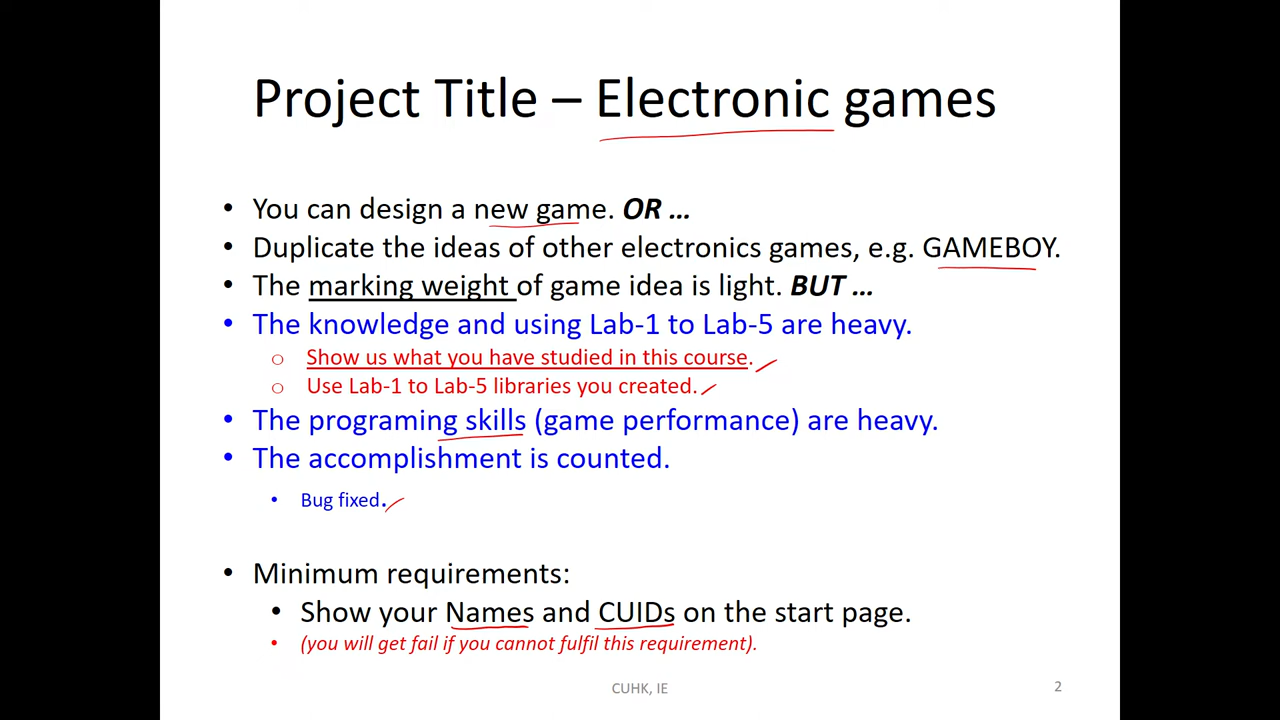 Project Title – Electronic games
• You can design a new game. OR ...
• Duplicate the ideas of other electronics games, e.g. GAMEBOY.
• The marking weight of game idea is light. BUT ...
• The knowledge and using Lab-1 to Lab-5 are heavy.
o Show us what you have studied in this course.
o Use Lab-1 to Lab-5 libraries you created.
• The programing skills (game performance) are heavy.
• The accomplishment is counted.
• Bug fixed.
• Minimum requirements:
• Show your Names and CUIDs on the start page.
• (you will get fail if you cannot fulfil this requirement).
CUHK, IE
2